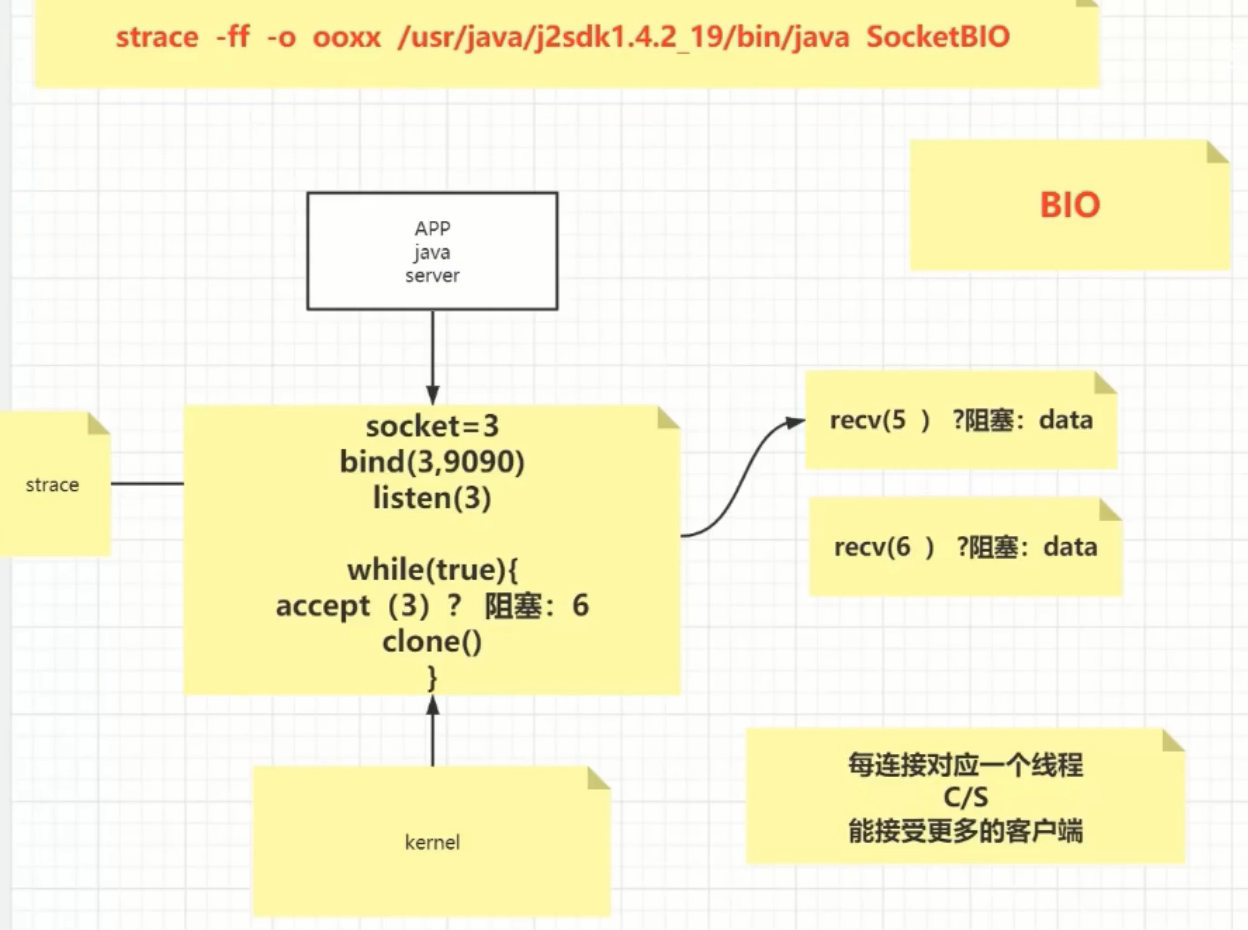 strace -ff -o ooxx /usr/java/j2sdk1.4.2_19/bin/java SocketBIO
BIO
APP
java
server
strace
socket=3
bind(3,9090)
listen(3)
while(true){
accept（3）？ 阻塞：6
clone()
}
recv(5 ） ?阻塞：data
recv(6 ） ?阻塞：data
kernel
每连接对应一个线程
C/S
能接受更多的客户端